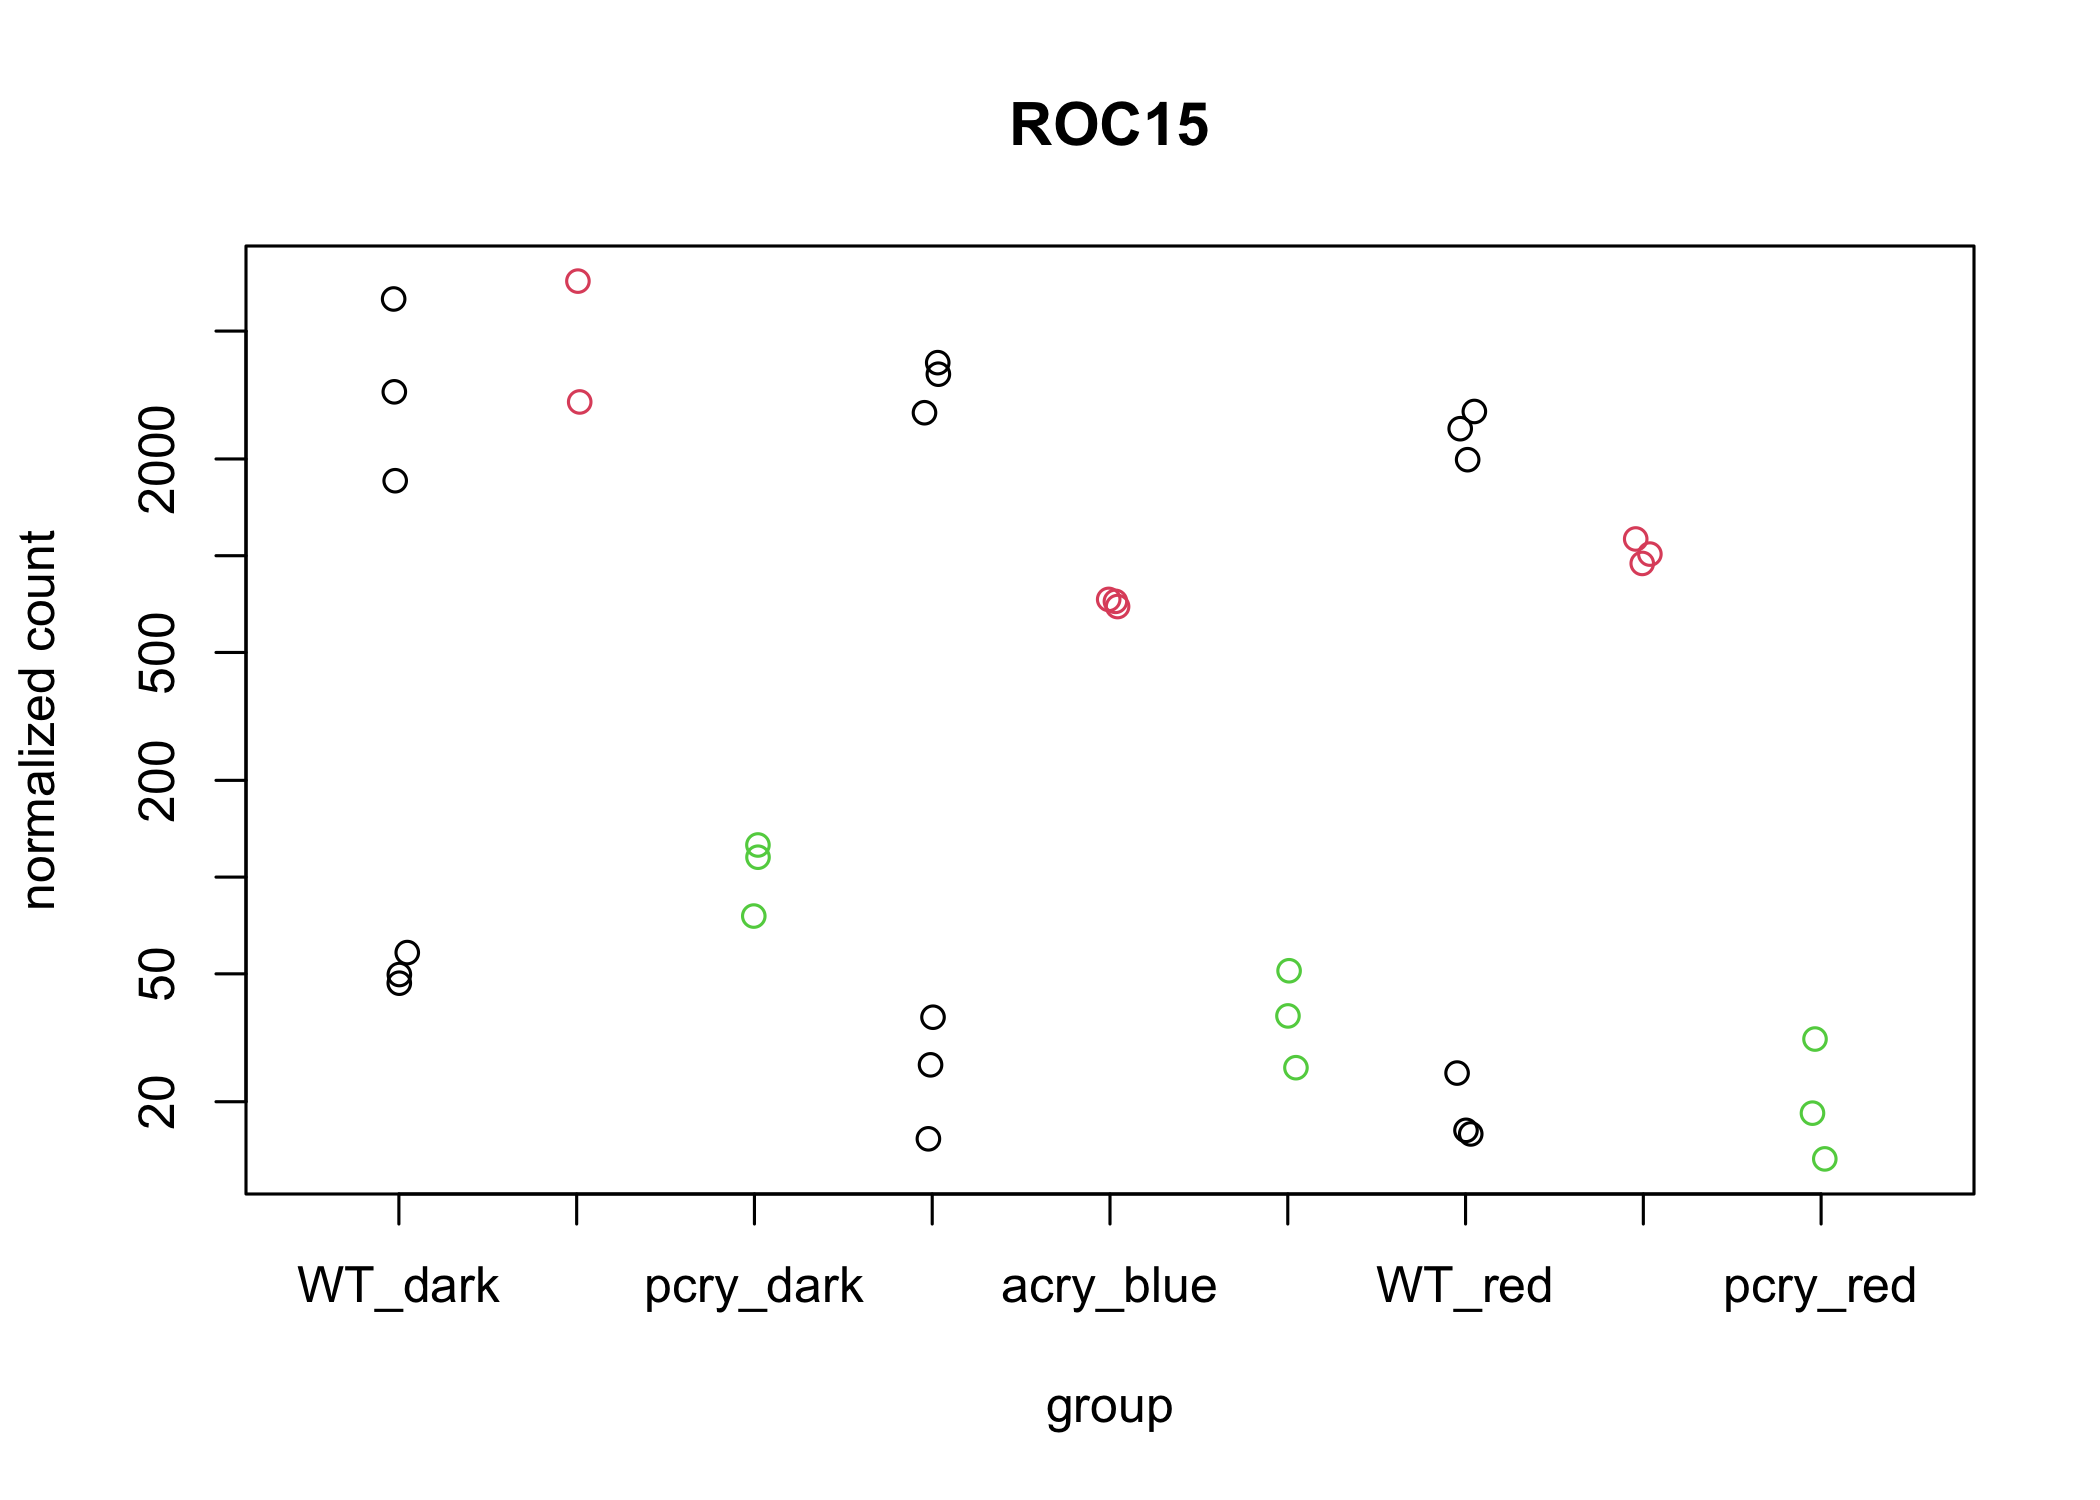 ROC15
normalized count
2000
500
200
50
20
WT_dark pcry_dark acry_blue WT_red pcry_red
group